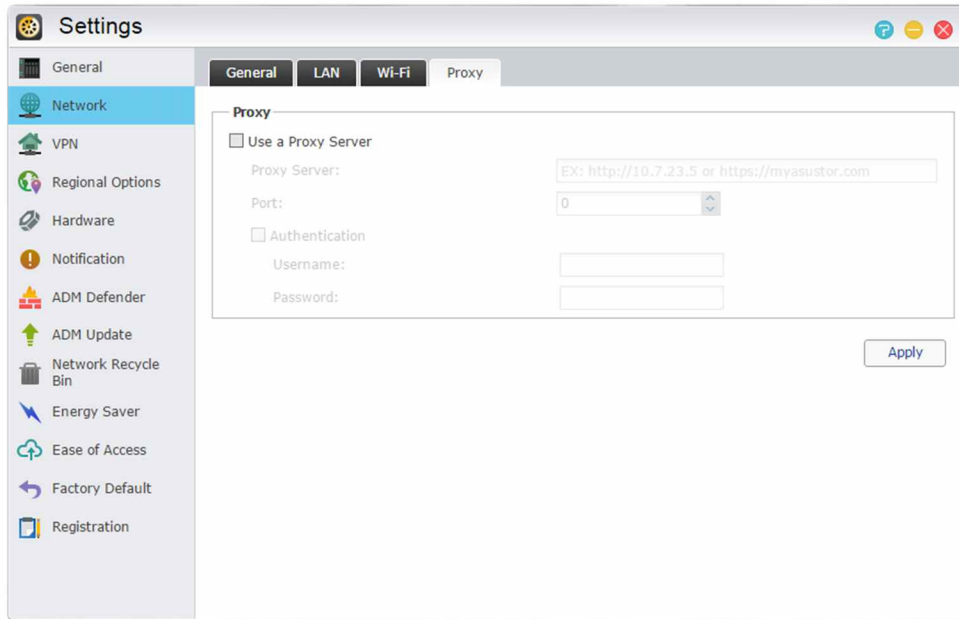 Settings
General
Network
VPN
Regional Options
Hardware
Notification
ADM Defender
ADM Update
Network Recycle
Bin
Energy Saver
Ease of Access
Factory Default
Registration
General LAN Wi-Fi Proxy
Proxy
Use a Proxy Server
Proxy Server: EX: http://10.7.23.5 or https://myasustor.com
Port: 0
Authentication
Username:
Password:
Apply